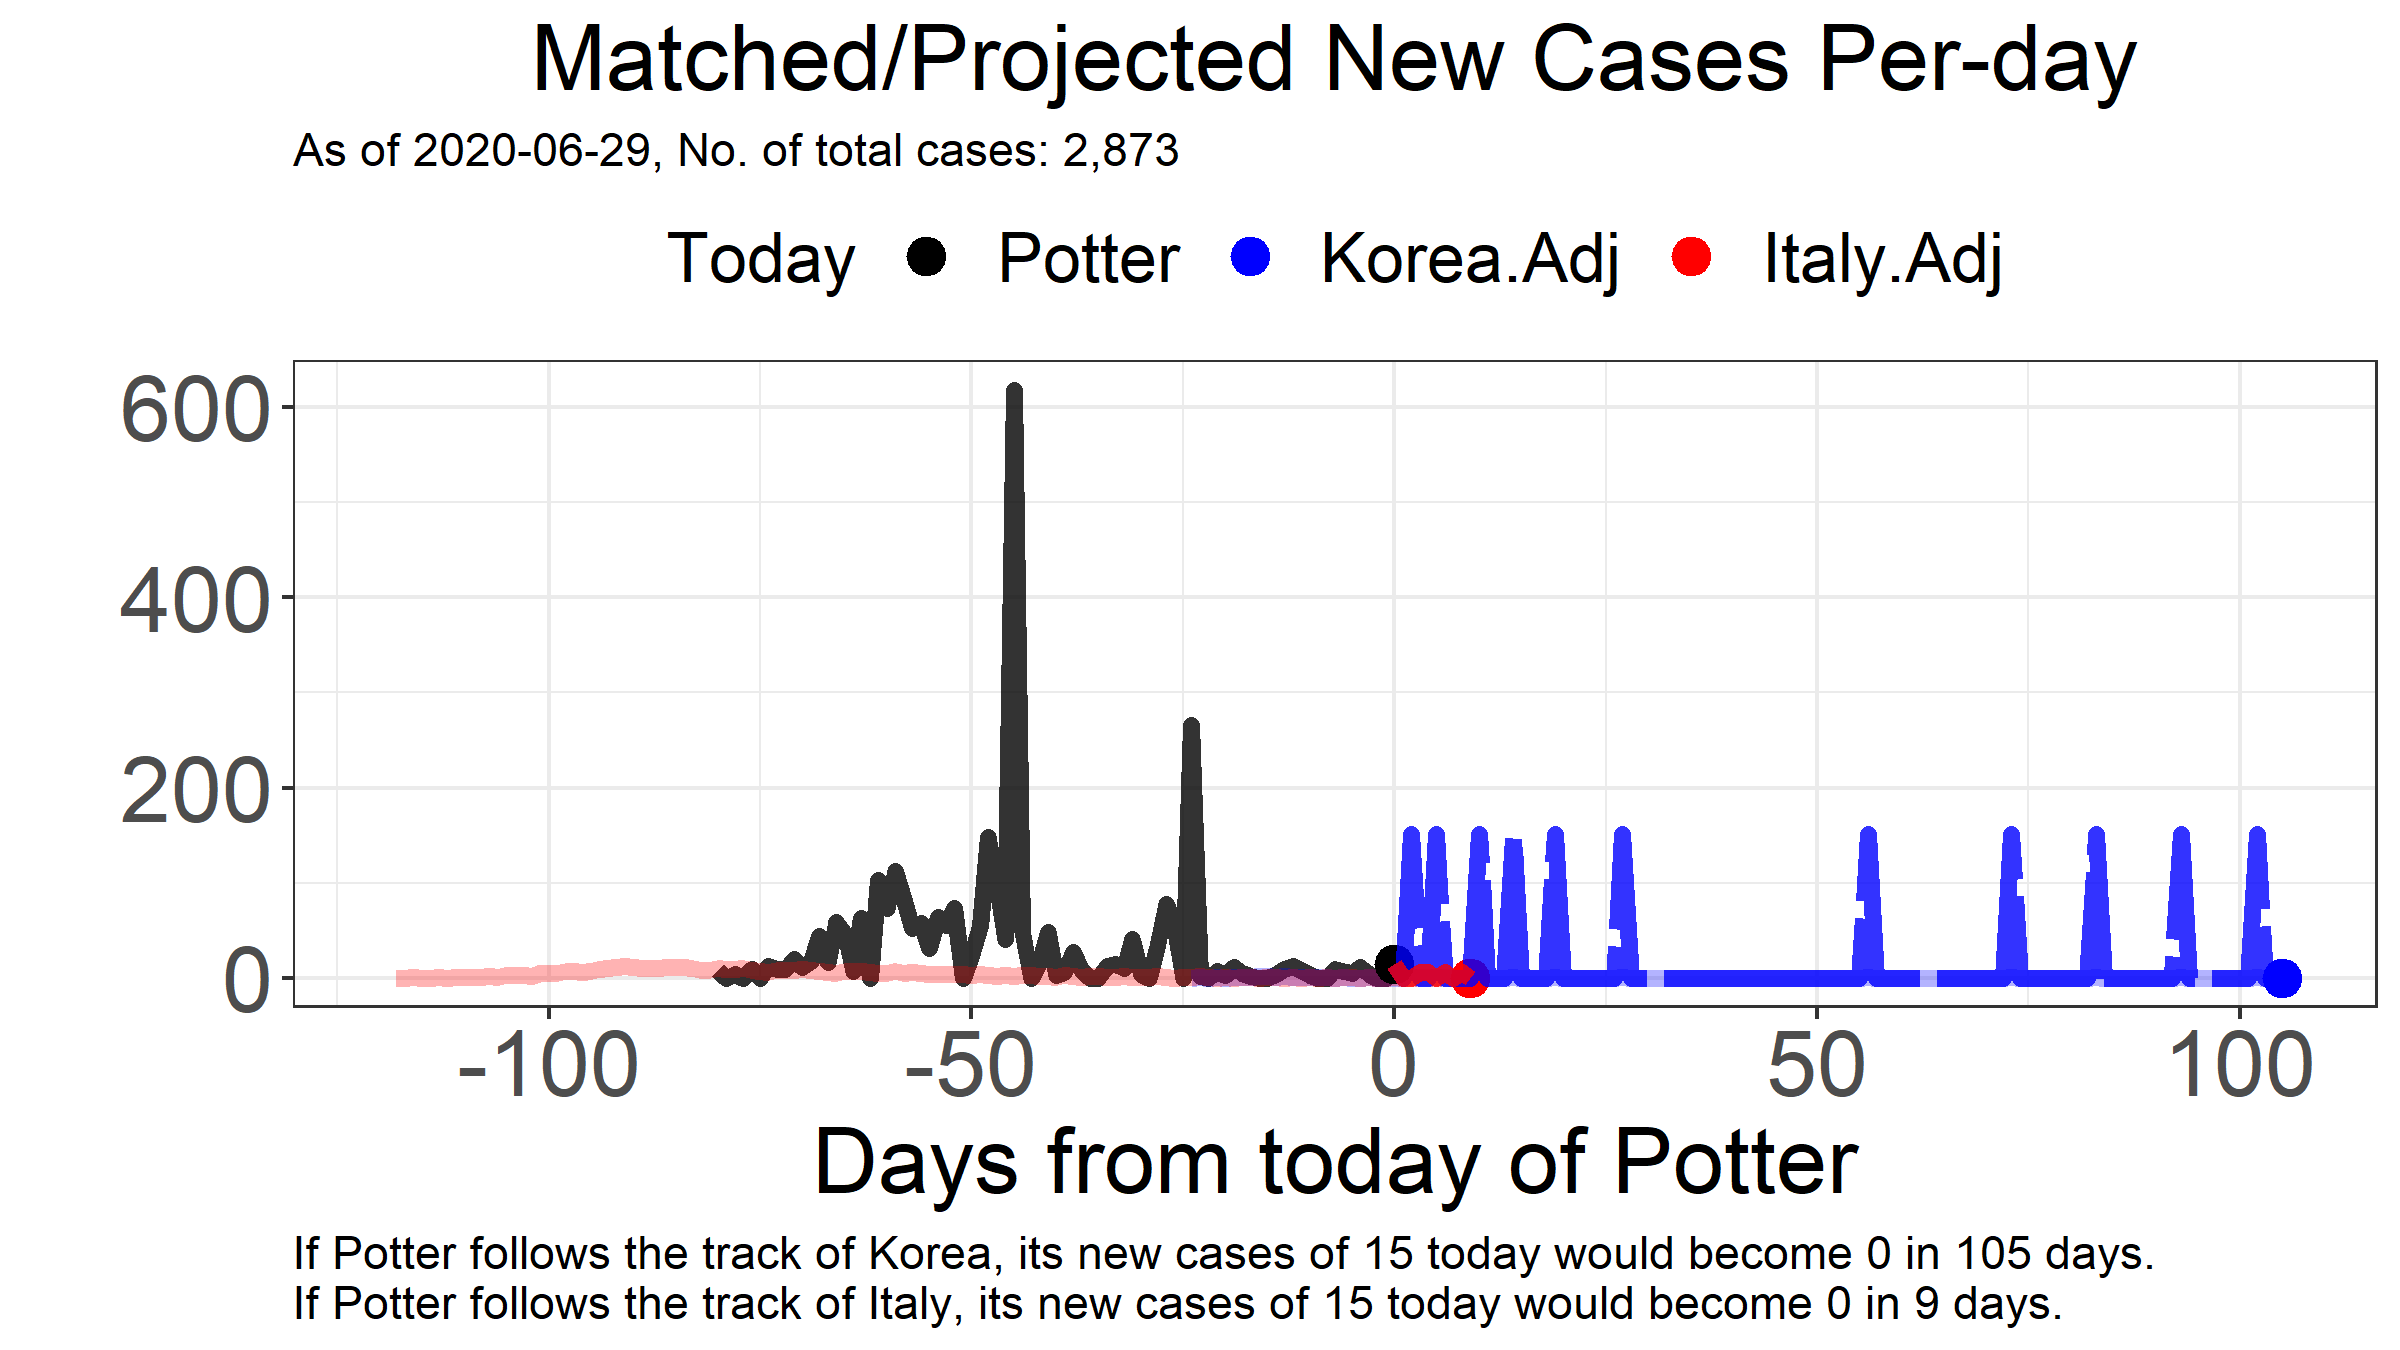 Matched/Projected New Cases Per-day
As of 2020-06-29, No. of total cases: 2,873
Today Potter Korea.Adj Italy.Adj
600
400
200
0
-100 -50 0 50 100
Days from today of Potter
If Potter follows the track of Korea, its new cases of 15 today would become 0 in 105 days.
If Potter follows the track of Italy, its new cases of 15 today would become 0 in 9 days.